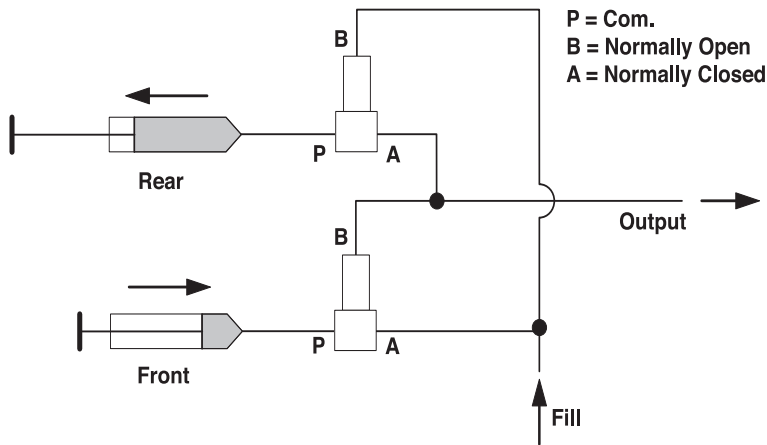 P = Com.
B = Normally Open
A = Normally Closed
B
P
A
Rear
Output
B
P
A
Front
Fill